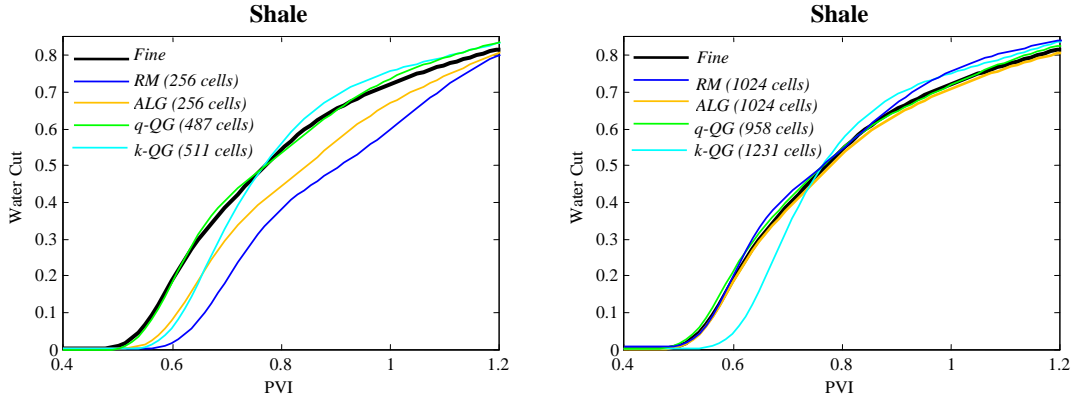 Shale
Water Cut
0.8
0.7
0.6
0.5
0.4
0.3
0.2
0.1
0
Fine
RM (256 cells)
ALG (256 cells)
q-QG (487 cells)
k-QG (511 cells)
0.4
0.6
0.8
1
1.2
PVI
Shale
Water Cut
0.8
0.7
0.6
0.5
0.4
0.3
0.2
0.1
0
Fine
RM (1024 cells)
ALG (1024 cells)
q-QG (958 cells)
k-QG (1231 cells)
0.4
0.6
0.8
1
1.2
PVI